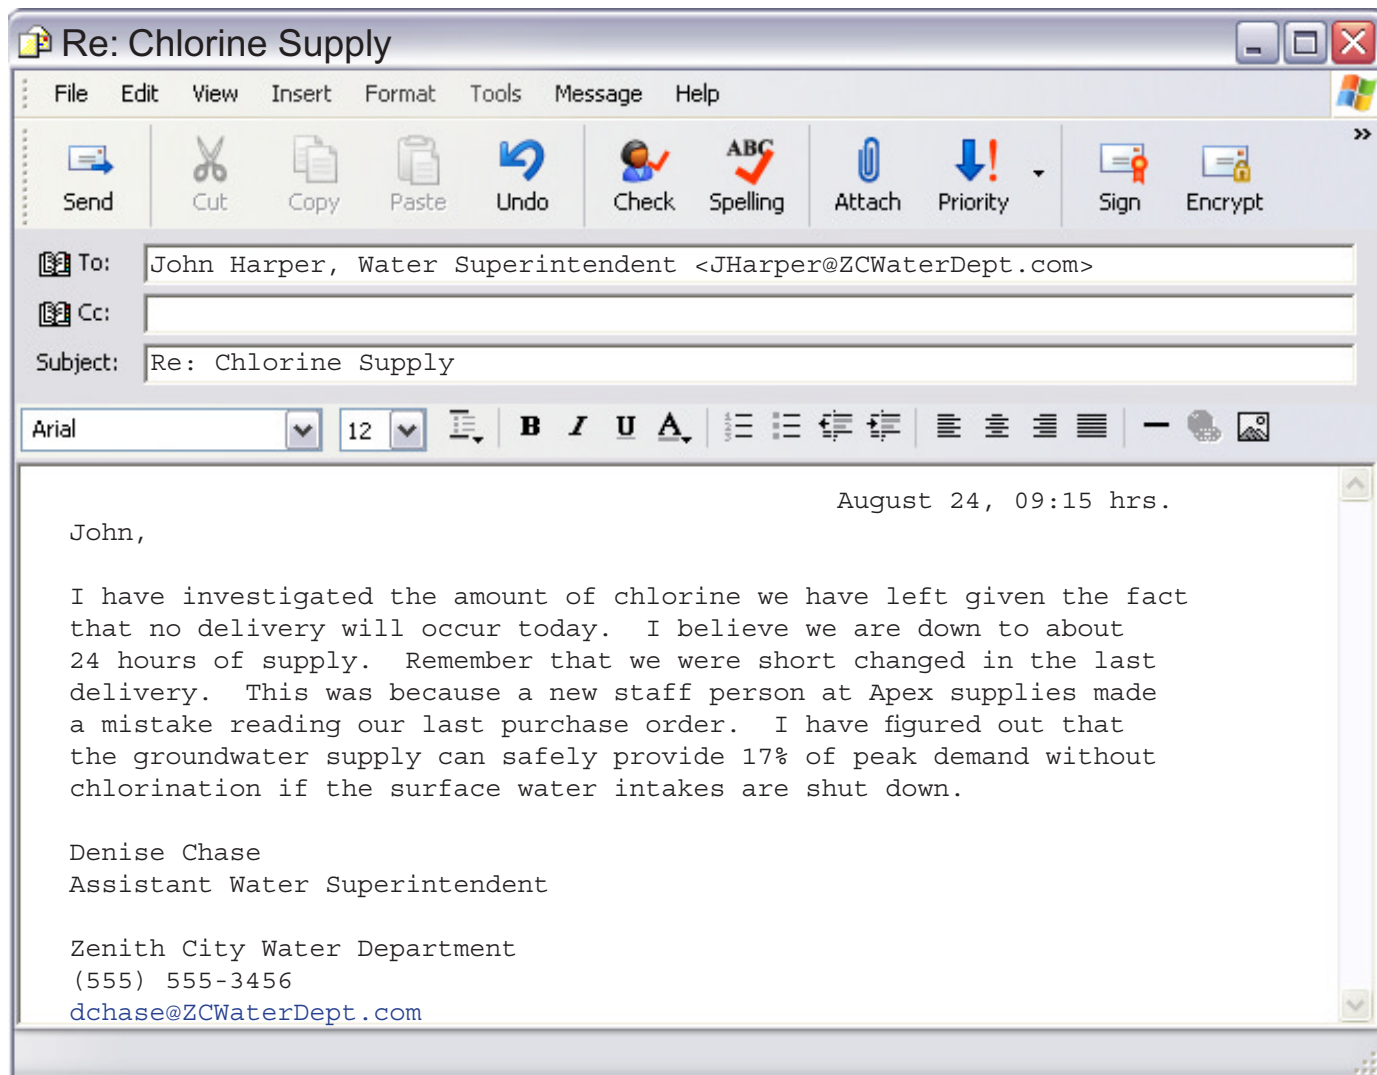 Re: Chlorine Supply
File Edit View Insert Format Tools Message Help
»
ABC
Send Cut Copy Paste Undo Check Spelling Attach Priority Sign Encrypt
To: John Harper, Water Superintendent <JHarper@ZCWaterDept.com>
Cc:
Subject: Re: Chlorine Supply
Arial 12 B I U A
August 24, 09:15 hrs.
John,
I have investigated the amount of chlorine we have left given the fact
that no delivery will occur today. I believe we are down to about
24 hours of supply. Remember that we were short changed in the last
delivery. This was because a new staff person at Apex supplies made
a mistake reading our last purchase order. I have figured out that
the groundwater supply can safely provide 17% of peak demand without
chlorination if the surface water intakes are shut down.
Denise Chase
Assistant Water Superintendent
Zenith City Water Department
(555) 555-3456
dchase@ZCWaterDept.com